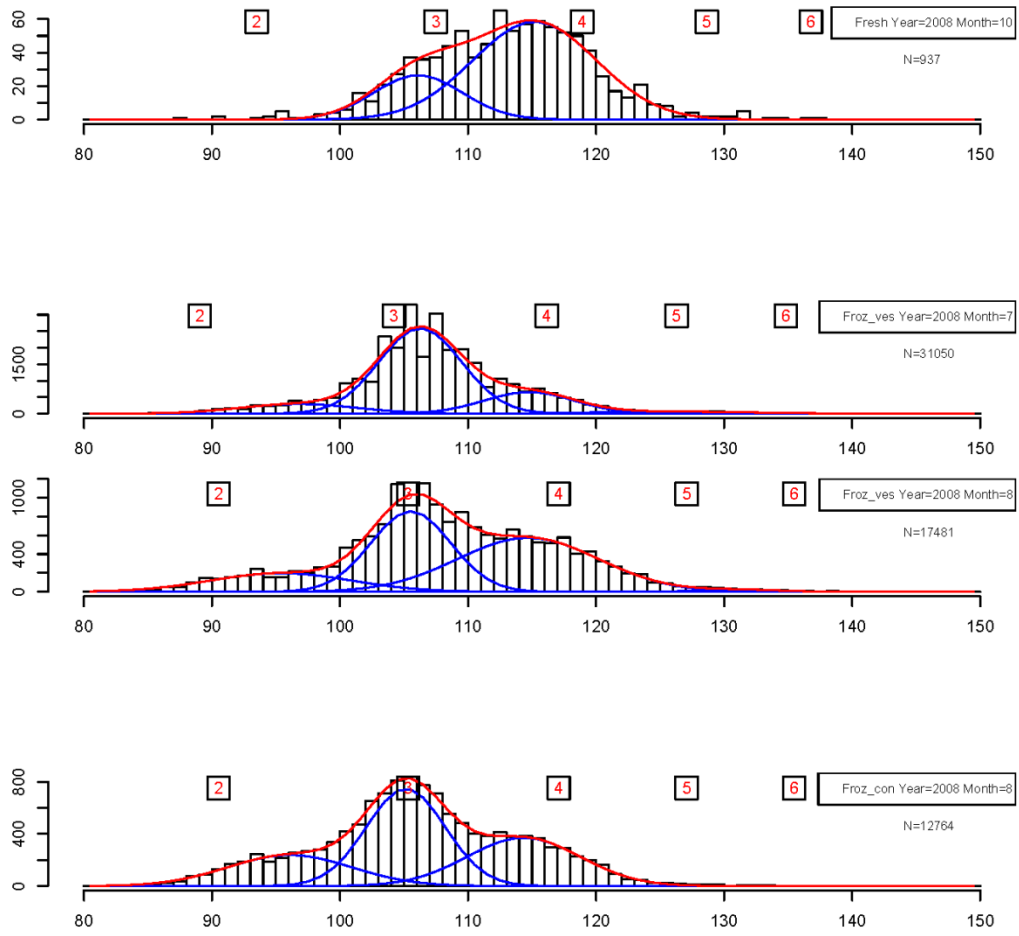 60 2 3 4 5 6 Fresh Year=2008 Month=10
40 N=937
20
0
80 90 100 110 120 130 140 150
2 3 4 5 6 Froz_ves Year=2008 Month=7
1500 N=31050
0
80 90 100 110 120 130 140 150
1000 2 3 4 5 6 Froz_ves Year=2008 Month=8
400 N=17481
0
80 90 100 110 120 130 140 150
800 2 3 4 5 6 Froz_con Year=2008 Month=8
400 N=12764
0
80 90 100 110 120 130 140 150